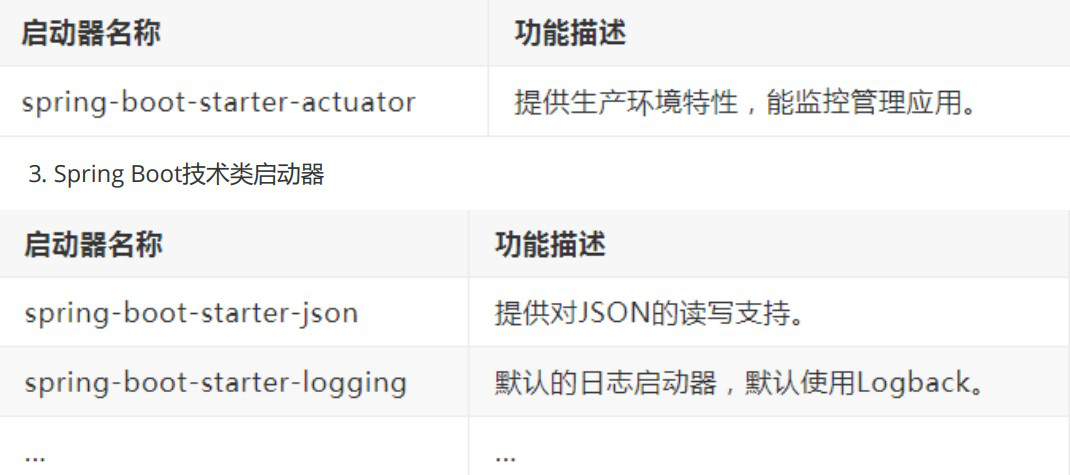 启动器名称 功能描述
spring-boot-starter-actuator 提供生产环境特性，能监控管理应用。
3. Spring Boot技术类启动器
启动器名称 功能描述
spring-boot-starter-json 提供对JSON的读写支持。
spring-boot-starter-logging 默认的日志启动器，默认使用Logback。
... ...